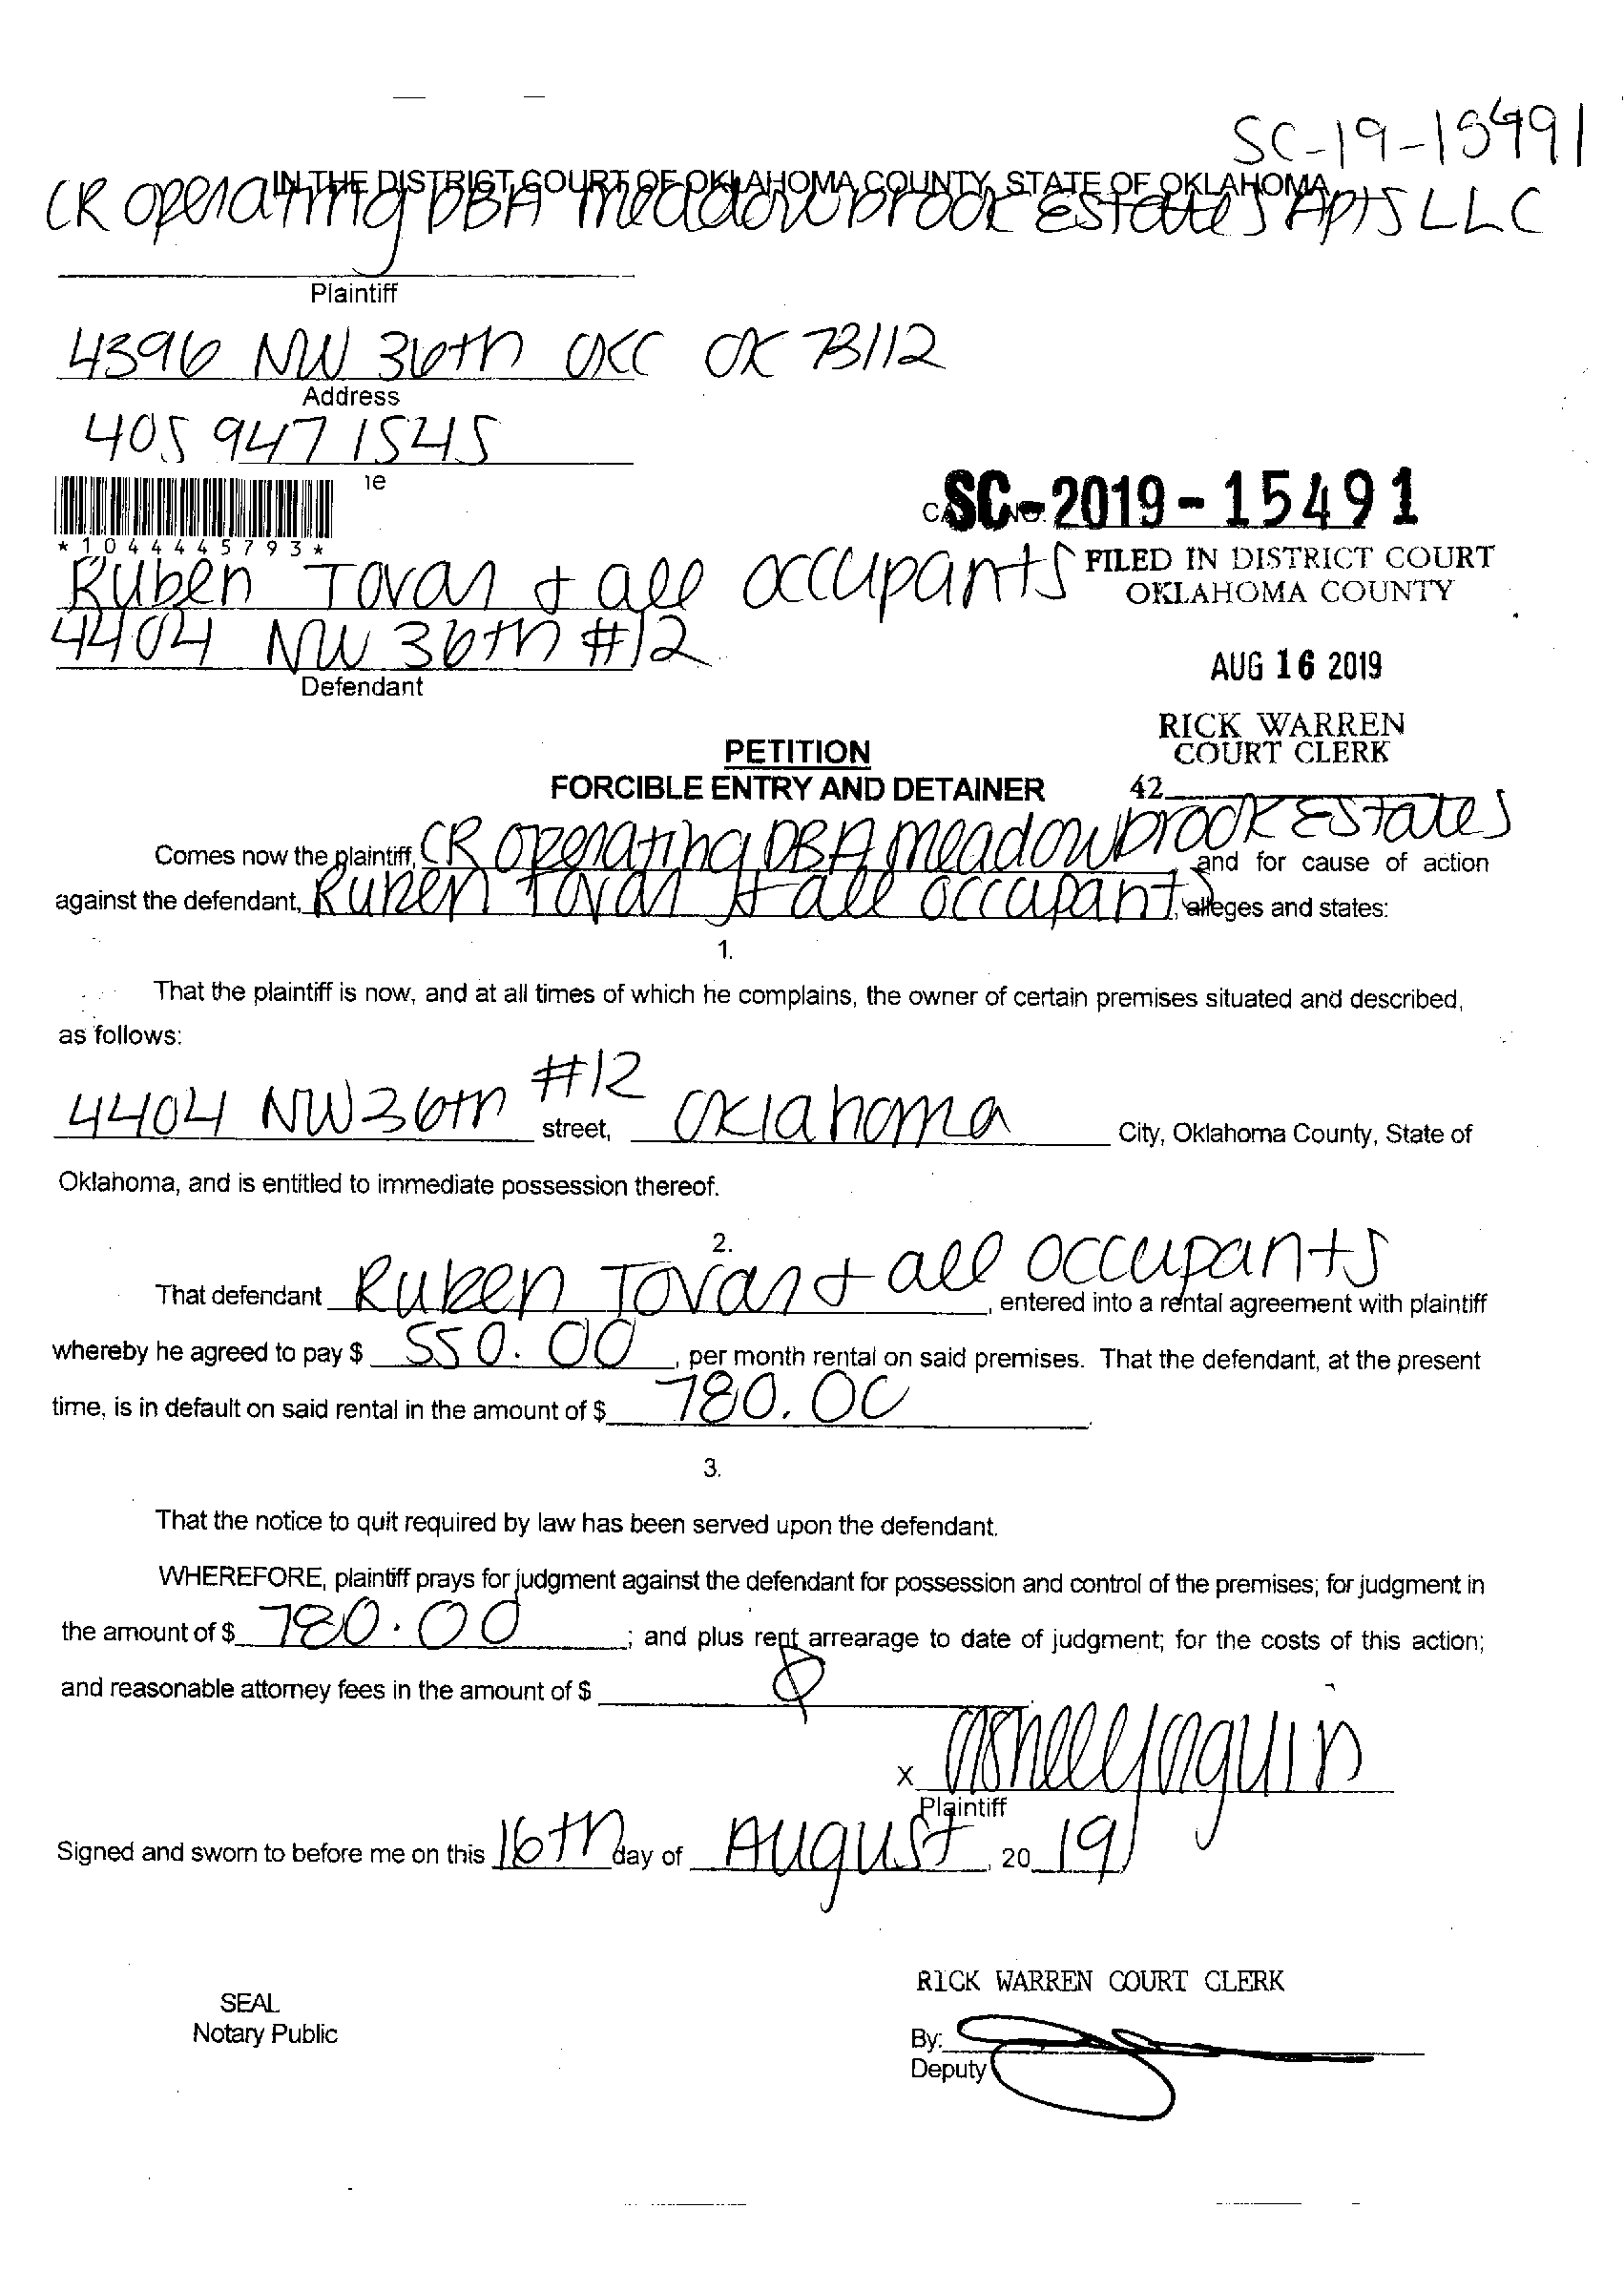 SC-19-15491
IN THE DISTRICT COURT OF OKLAHOMA COUNTY, STATE OF OKLAHOMA
CR operating DBA Meadowbrook Estates Apts LLC
Plaintiff
4396 NW 36th OKC OK 73112
Address
405 947 1545
ne
SC-2019-15491
*1044445793*
Ruben Tovar + all occupants
FILED IN DISTRICT COURT
OKLAHOMA COUNTY
4404 NW 36th #12
Defendant
AUG 16 2019
RICK WARREN
COURT CLERK
PETITION
FORCIBLE ENTRY AND DETAINER
42
Comes now the plaintiff, CR operating DBA Meadowbrook Estates and for cause of action
against the defendant, Ruben Tovar + all occupants, alleges and states:
1.
That the plaintiff is now, and at all times of which he complains, the owner of certain premises situated and described,
as follows:
4404 NW 36th #12 street, Oklahoma City, Oklahoma County, State of
Oklahoma, and is entitled to immediate possession thereof.
2.
That defendant Ruben Tovar + all occupants, entered into a rental agreement with plaintiff
whereby he agreed to pay $ 550.00, per month rental on said premises. That the defendant, at the present
time, is in default on said rental in the amount of $ 780.00.
3.
That the notice to quit required by law has been served upon the defendant.
WHEREFORE, plaintiff prays for judgment against the defendant for possession and control of the premises; for judgment in
the amount of $ 780.00; and plus rent arrearage to date of judgment; for the costs of this action;
and reasonable attorney fees in the amount of $
X
Plaintiff
Signed and sworn to before me on this 16th day of August, 2019
RICK WARREN COURT CLERK
SEAL
Notary Public
By:
Deputy